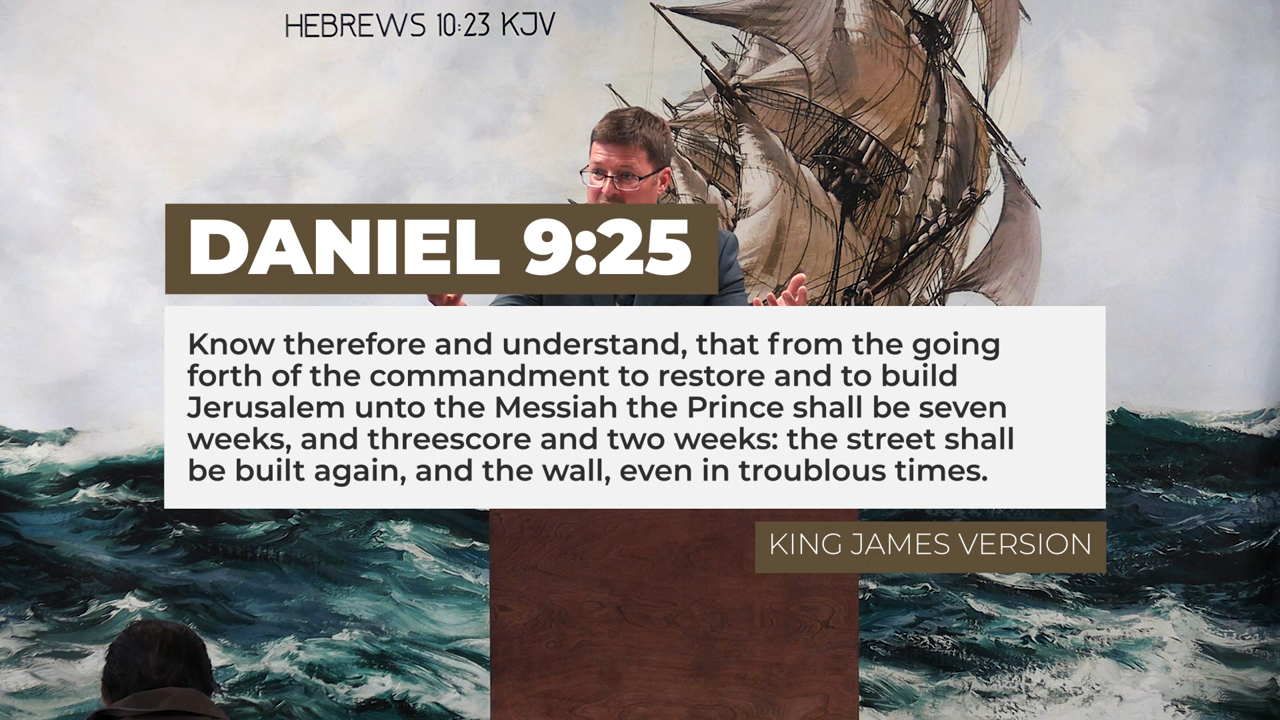 HEBREWS 10:23 KJV
DANIEL 9:25
Know therefore and understand, that from the going
forth of the commandment to restore and to build
Jerusalem unto the Messiah the Prince shall be seven
weeks, and threescore and two weeks: the street shall
be built again, and the wall, even in troublous times.
KING JAMES VERSION